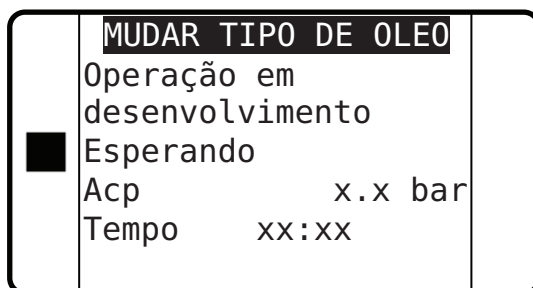 MUDAR TIPO DE OLEO
Operação em
desenvolvimento
Esperando
Acp x.x bar
Tempo xx:xx